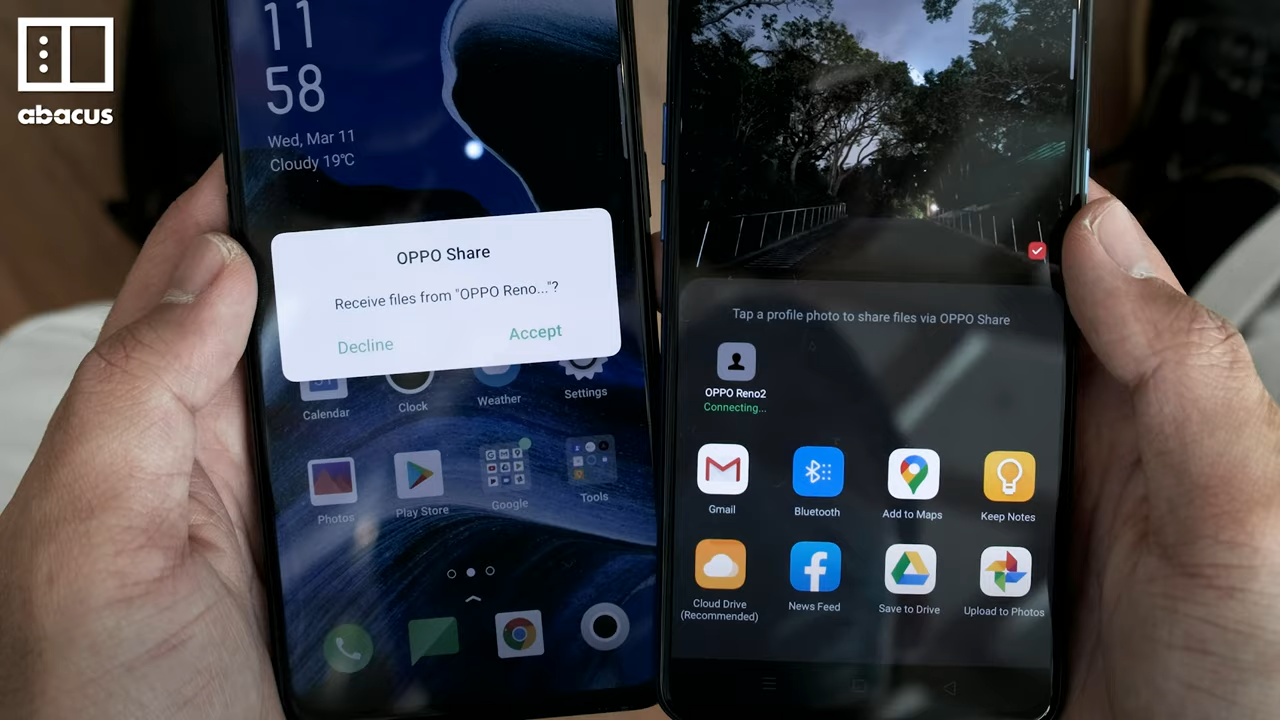 abacus
11
58
Wed, Mar 11
Cloudy 19°C
OPPO Share
Receive files from "OPPO Reno..."?
Decline
Accept
31
Calendar
Clock
Weather
Settings
Photos
Play Store
Google
Tools
Tap a profile photo to share files via OPPO Share
OPPO Reno2
Connecting...
Gmail
Bluetooth
Add to Maps
Keep Notes
Cloud Drive
(Recommended)
News Feed
Save to Drive
Upload to Photos